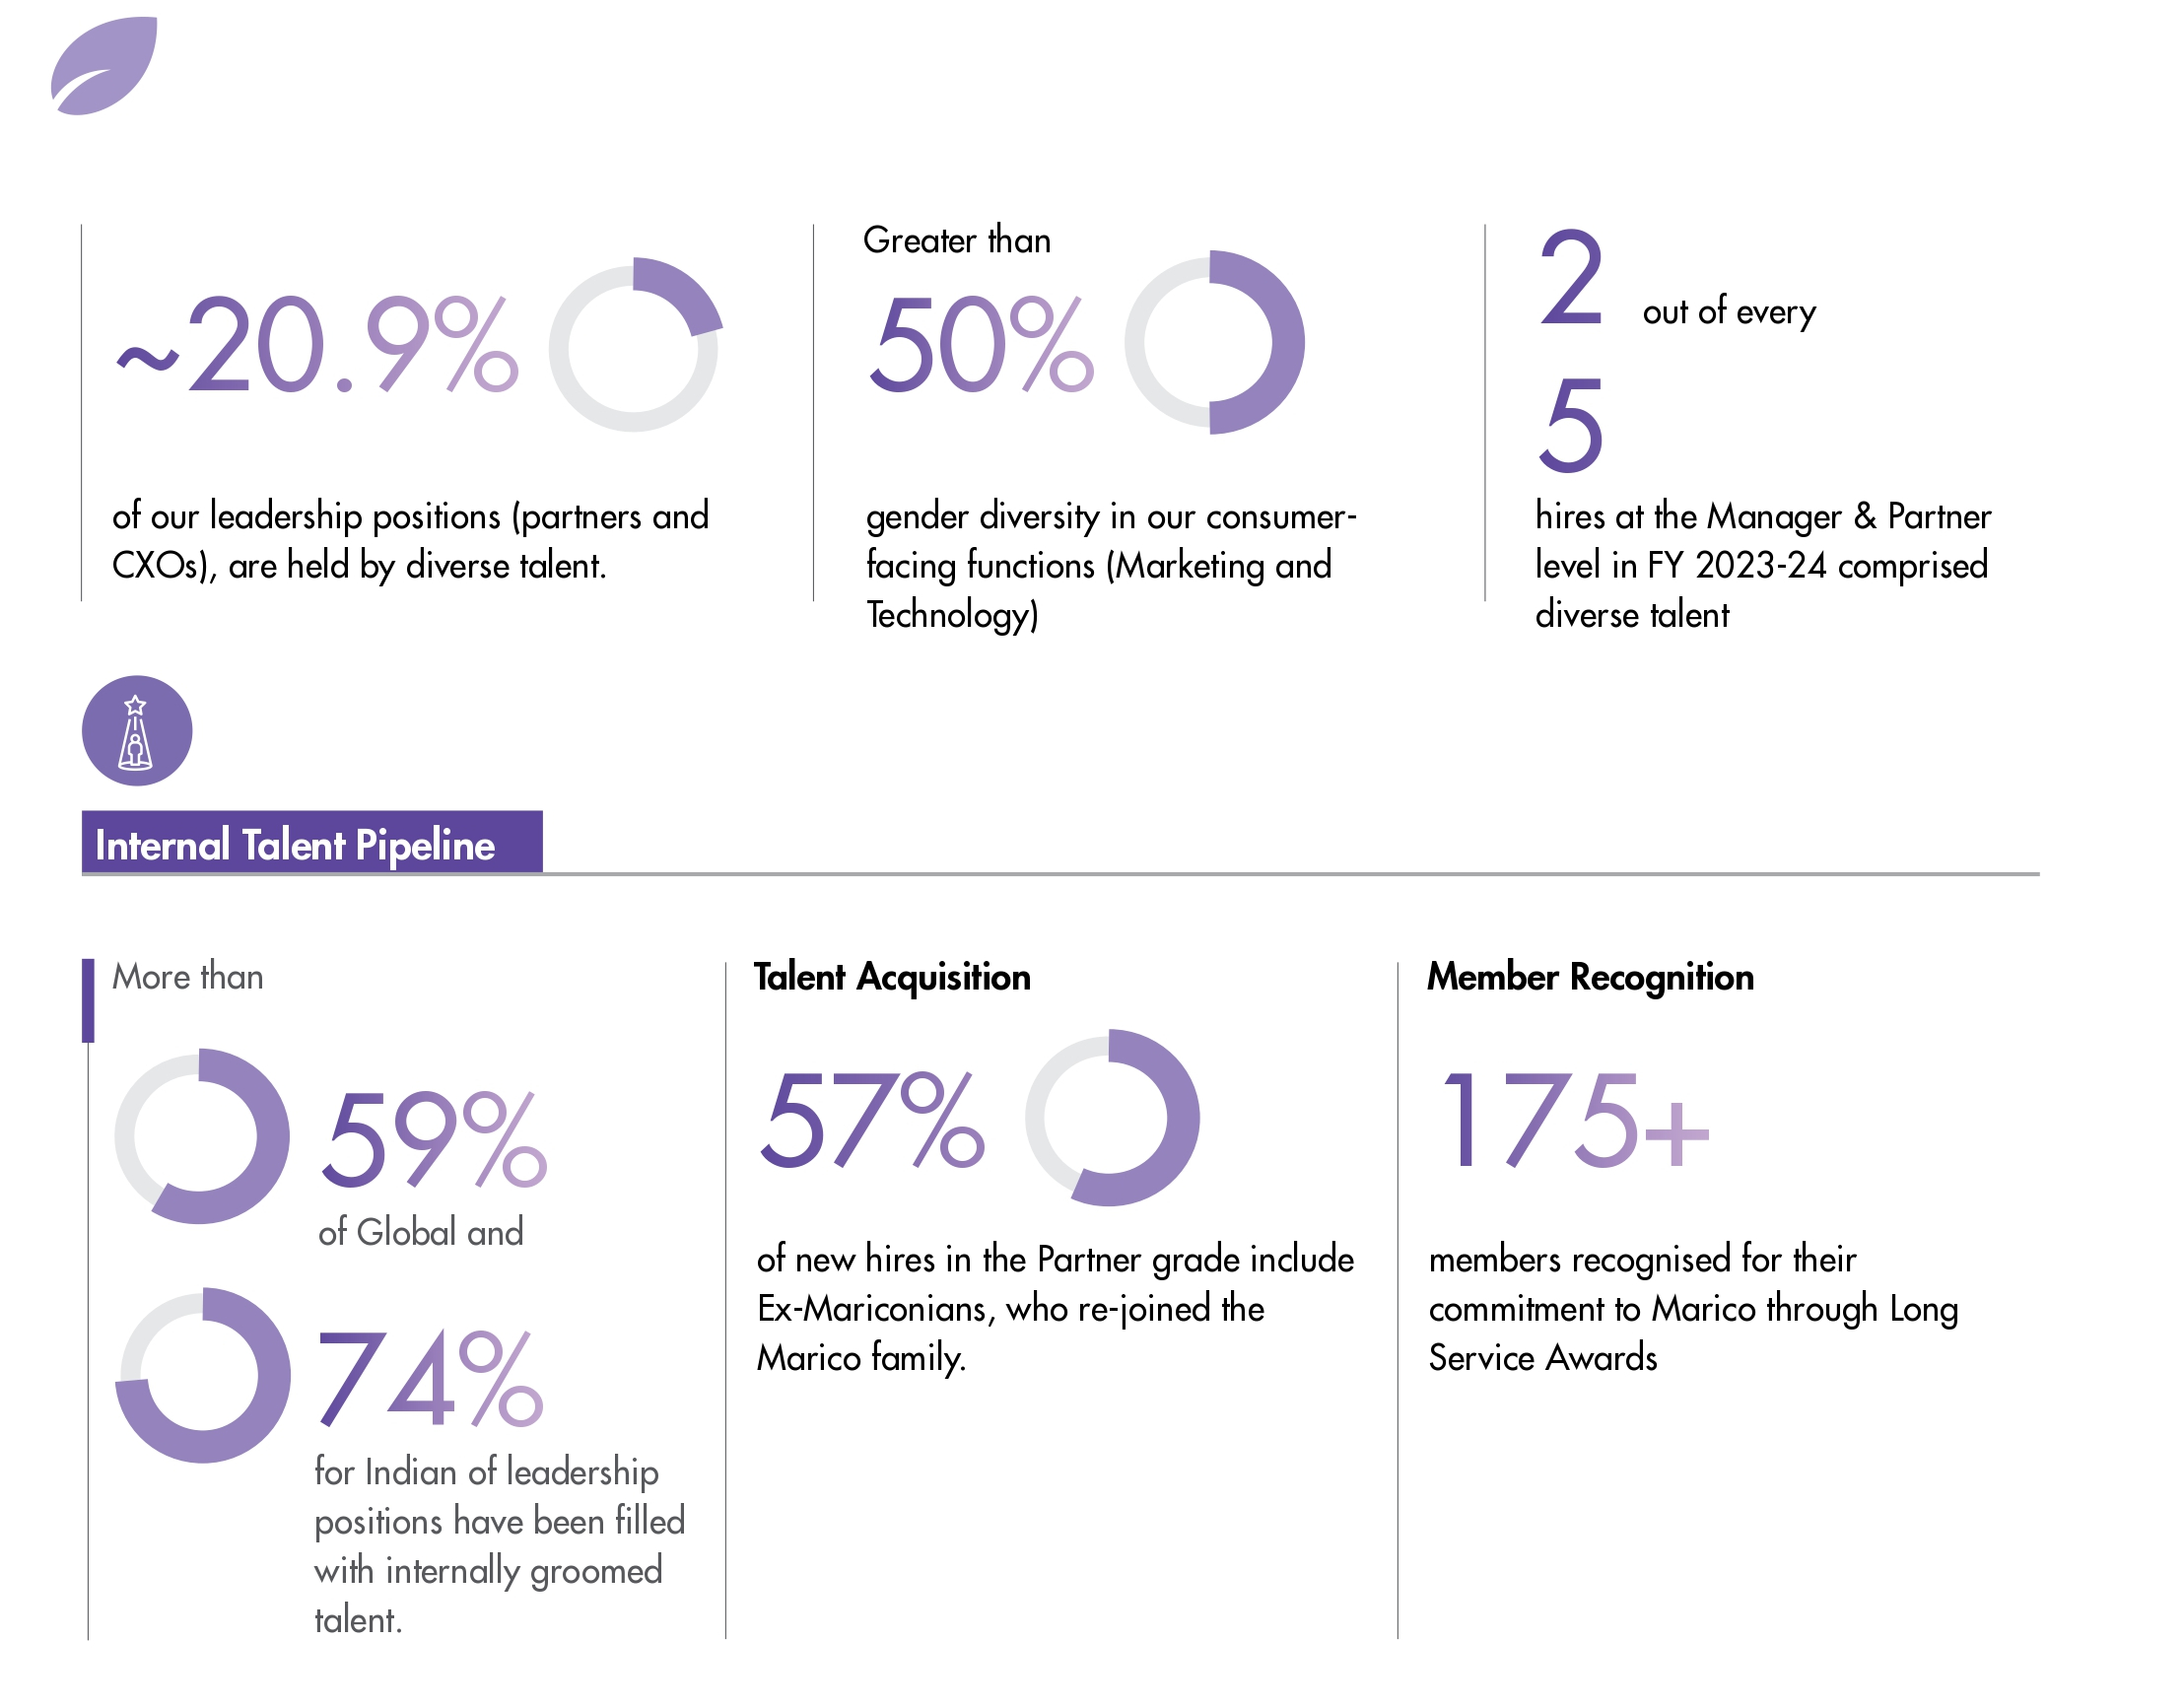 ~20.9%
of our leadership positions (partners and
CXOs), are held by diverse talent.
Greater than
50%
gender diversity in our consumer-
facing functions (Marketing and
Technology)
2 out of every
5
hires at the Manager & Partner
level in FY 2023-24 comprised
diverse talent
Internal Talent Pipeline
More than
59%
of Global and
74%
for Indian of leadership
positions have been filled
with internally groomed
talent.
Talent Acquisition
57%
of new hires in the Partner grade include
Ex-Mariconians, who re-joined the
Marico family.
Member Recognition
175+
members recognised for their
commitment to Marico through Long
Service Awards